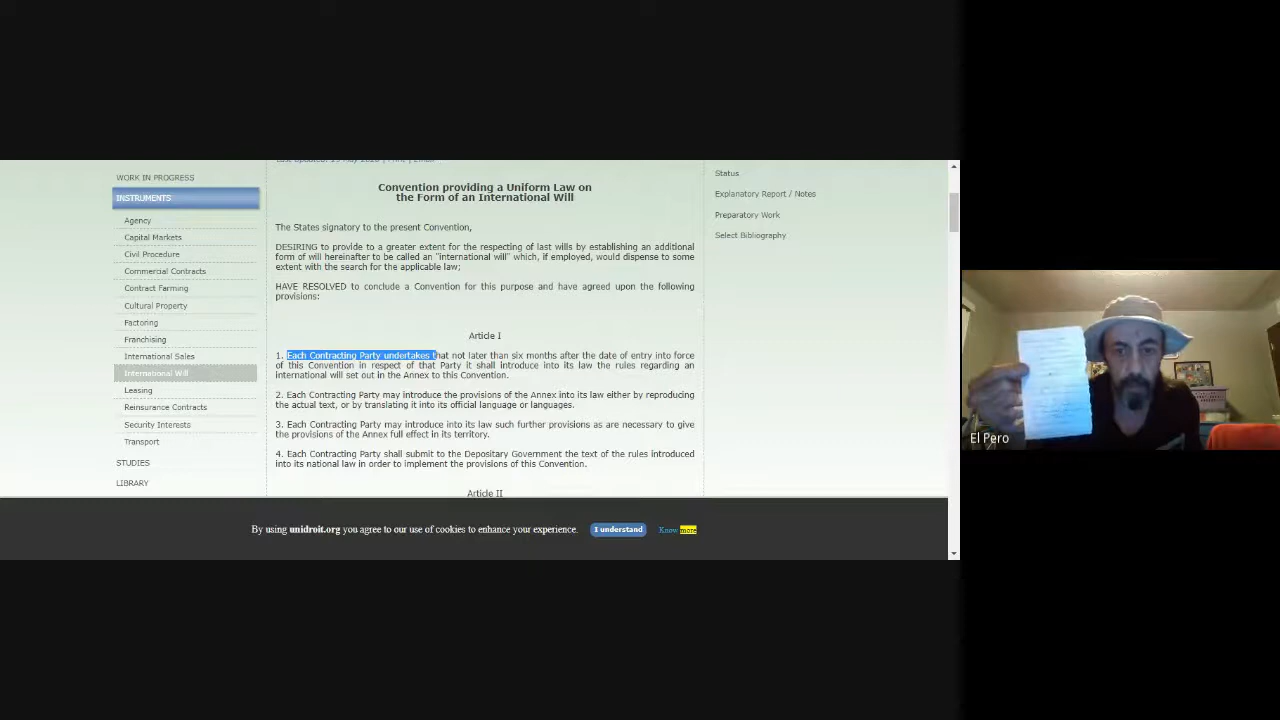 WORK IN PROGRESS
INSTRUMENTS
Agency
Capital Markets
Civil Procedure
Commercial Contracts
Contract Farming
Cultural Property
Factoring
Franchising
International Sales
International Will
Leasing
Reinsurance Contracts
Security Interests
Transport
STUDIES
LIBRARY
Convention providing a Uniform Law on
the Form of an International Will
The States signatory to the present Convention,
DESIRING to provide to a greater extent for the respecting of last wills by establishing an additional
form of will hereinafter to be called an "international will" which, if employed, would dispense to some
extent with the search for the applicable law;
HAVE RESOLVED to conclude a Convention for this purpose and have agreed upon the following
provisions:
Article I
1. Each Contracting Party undertakes that not later than six months after the date of entry into force
of this Convention in respect of that Party it shall introduce into its law the rules regarding an
international will set out in the Annex to this Convention.
2. Each Contracting Party may introduce the provisions of the Annex into its law either by reproducing
the actual text, or by translating it into its official language or languages.
3. Each Contracting Party may introduce into its law such further provisions as are necessary to give
the provisions of the Annex full effect in its territory.
4. Each Contracting Party shall submit to the Depositary Government the text of the rules introduced
into its national law in order to implement the provisions of this Convention.
Article II
Status
Explanatory Report / Notes
Preparatory Work
Select Bibliography
By using unidroit.org you agree to our use of cookies to enhance your experience.
I understand
Know more
El Pero